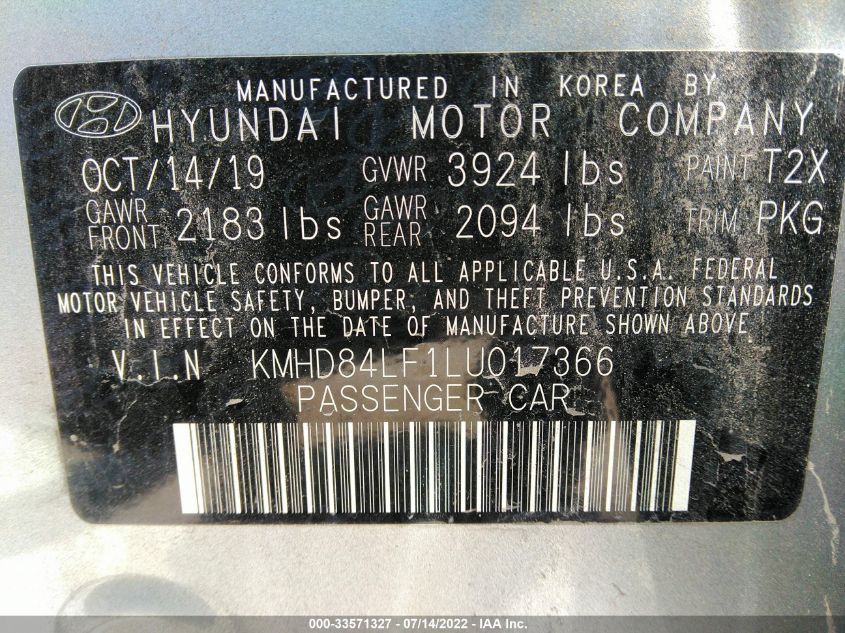 MANUFACTURED IN KOREA BY
HYUNDAI MOTOR COMPANY
OCT/14/19 GVWR 3924 lbs PAINT T2X
GAWR FRONT 2183 lbs GAWR REAR 2094 lbs TRIM PKG
THIS VEHICLE CONFORMS TO ALL APPLICABLE U.S.A. FEDERAL
MOTOR VEHICLE SAFETY, BUMPER, AND THEFT PREVENTION STANDARDS
IN EFFECT ON THE DATE OF MANUFACTURE SHOWN ABOVE
V.I.N KMHD84LF1LU017366
PASSENGER CAR
000-33571327 - 07/14/2022 - IAA Inc.